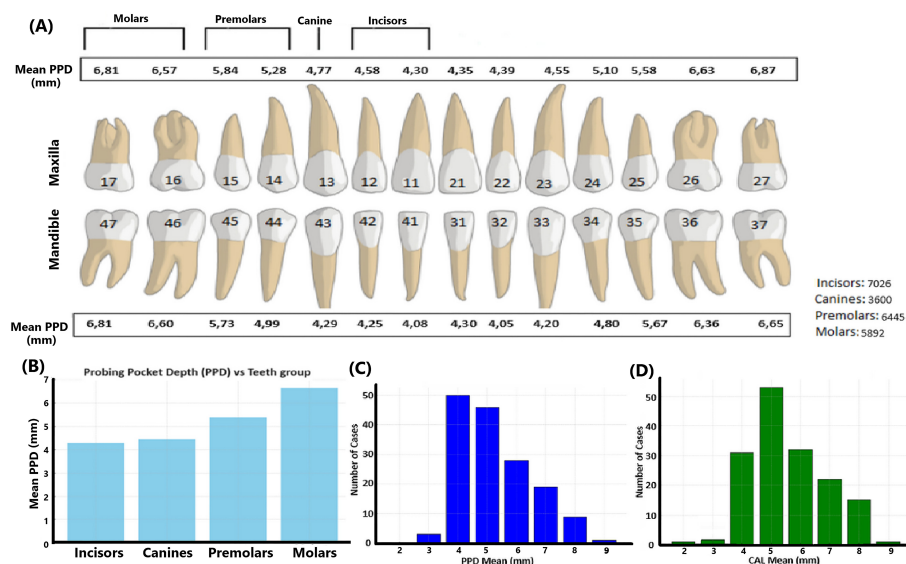 (A)
Molars Premolars Canine Incisors
Mean PPD
(mm)
6,81 6,57 5,84 5,28 4,77 4,58 4,30 4,35 4,39 4,55 5,10 5,58 6,63 6,87
Maxilla
17 16 15 14 13 12 11 21 22 23 24 25 26 27
Mandible
47 46 45 44 43 42 41 31 32 33 34 35 36 37
Mean PPD
(mm)
6,81 6,60 5,73 4,99 4,29 4,25 4,08 4,30 4,05 4,20 4,80 5,67 6,36 6,65
Incisors: 7026
Canines: 3600
Premolars: 6445
Molars: 5892
(B)
Probing Pocket Depth (PPD) vs Teeth group
Mean PPD (mm)
7
6
5
4
3
2
1
0
Incisors Canines Premolars Molars
(C)
Number of Cases
50
40
30
20
10
0
2 3 4 5 6 7 8 9
PPD Mean (mm)
(D)
Number of Cases
50
40
30
20
10
0
2 3 4 5 6 7 8 9
CAL Mean (mm)